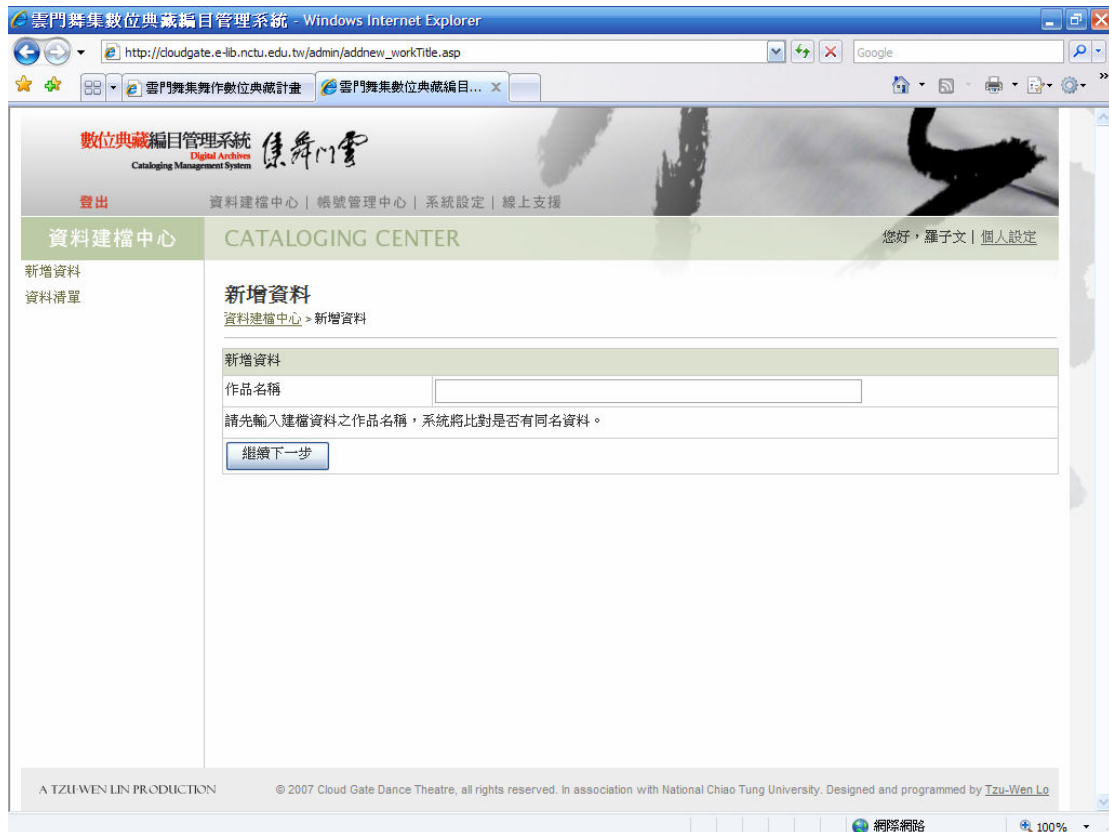 雲門舞集數位典藏編目管理系統 - Windows Internet Explorer
http://cloudgate.e-lib.nctu.edu.tw/admin/addnew_workTitle.asp
Google
雲門舞集舞作數位典藏計畫
雲門舞集數位典藏編目...
數位典藏編目管理系統
Digital Archives
Cataloging Management System
集舞门雲
登出
資料建檔中心 | 帳號管理中心 | 系統設定 | 線上支援
資料建檔中心
CATALOGING CENTER
您好，羅子文 | 個人設定
新增資料
資料清單
新增資料
資料建檔中心 > 新增資料
新增資料
作品名稱
請先輸入建檔資料之作品名稱，系統將比對是否有同名資料。
繼續下一步
A TZU-WEN LIN PRODUCTION
© 2007 Cloud Gate Dance Theatre, all rights reserved. In association with National Chiao Tung University. Designed and programmed by Tzu-Wen Lo
網際網路
100%